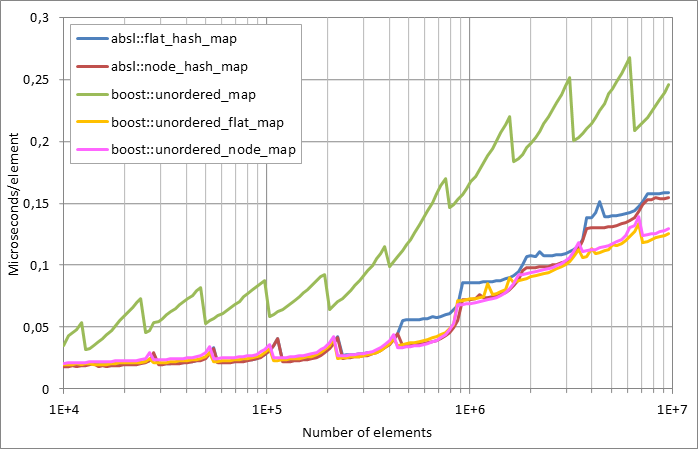 0,3
0,25
0,2
0,15
0,1
0,05
0
Microseconds/element
absl::flat_hash_map
absl::node_hash_map
boost::unordered_map
boost::unordered_flat_map
boost::unordered_node_map
1E+4
1E+5
1E+6
1E+7
Number of elements